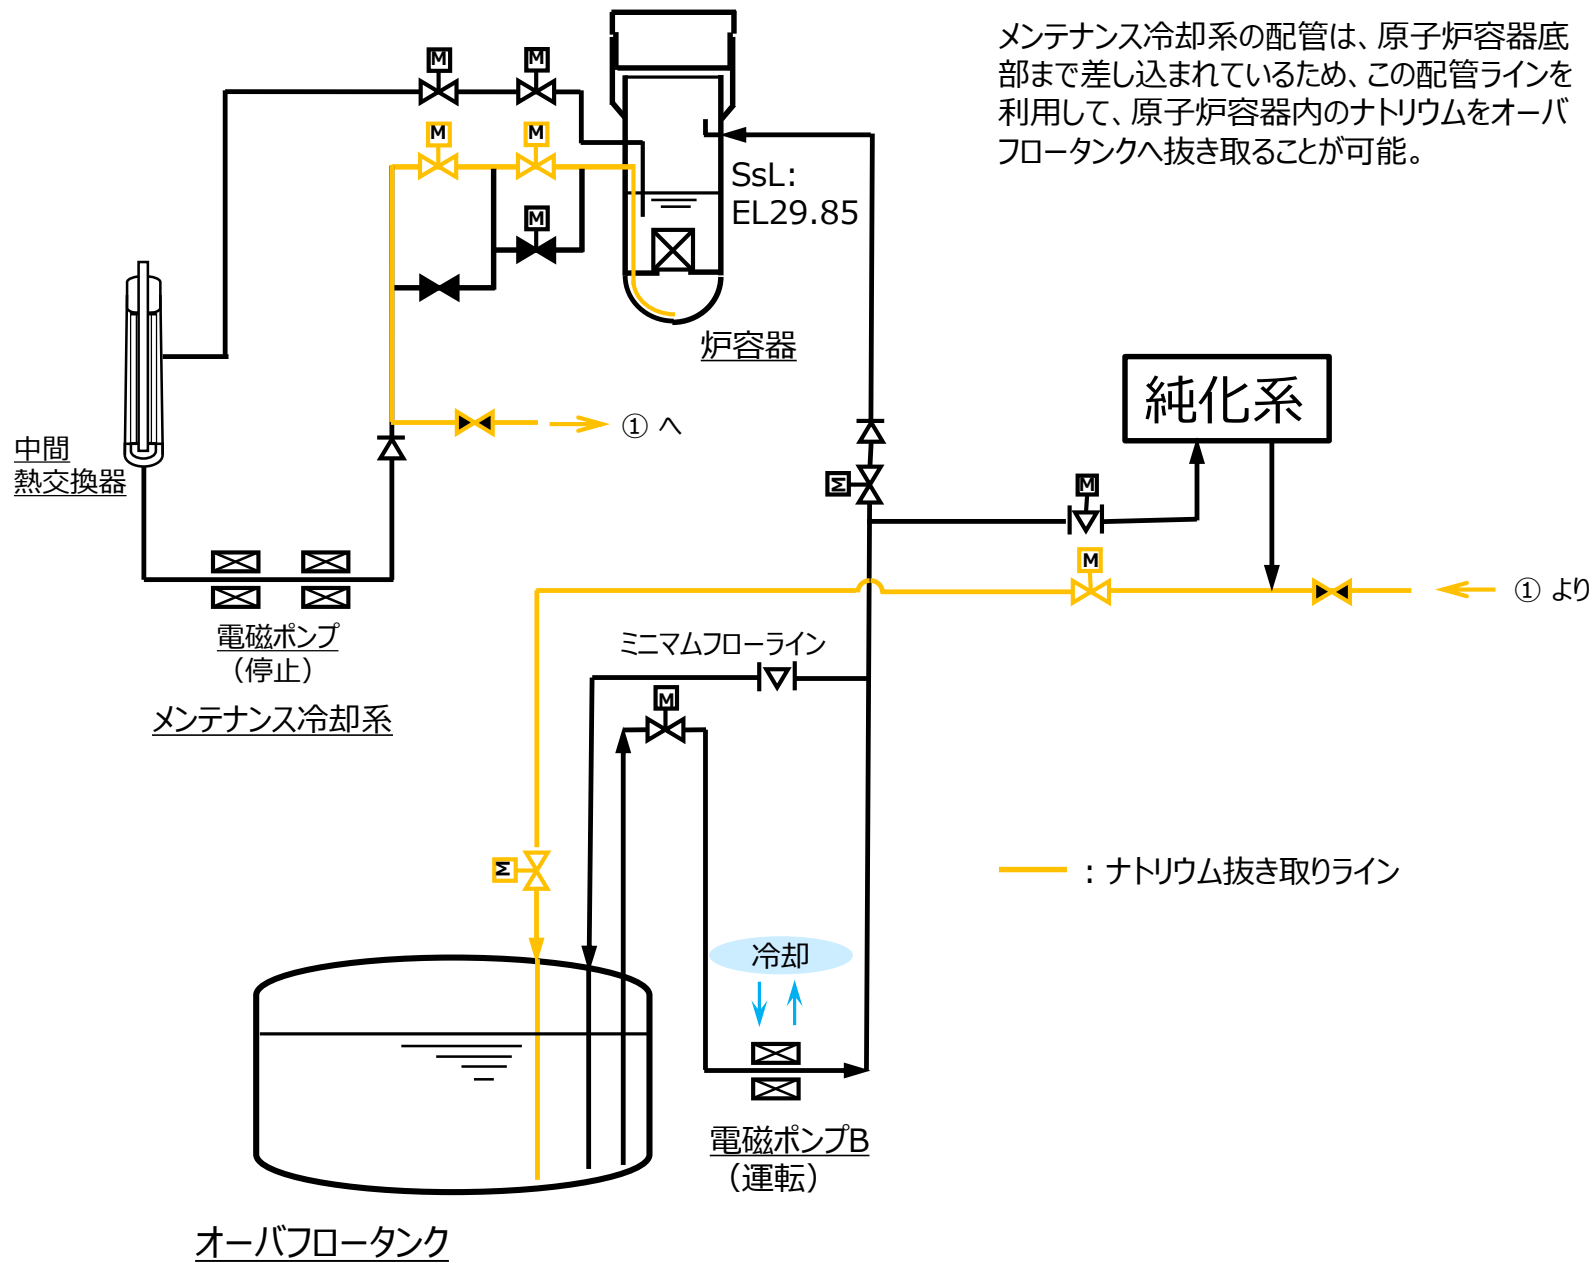 メンテナンス冷却系の配管は、原子炉容器底
部まで差し込まれているため、この配管ラインを
利用して、原子炉容器内のナトリウムをオーバ
フロータンクへ抜き取ることが可能。
M
M
M
M
M
SsL:
EL29.85
炉容器
① へ
中間
熱交換器
純化系
M
M
M
① より
電磁ポンプ
（停止）
メンテナンス冷却系
ミニマムフローライン
M
M
：ナトリウム抜き取りライン
冷却
電磁ポンプB
（運転）
オーバフロータンク